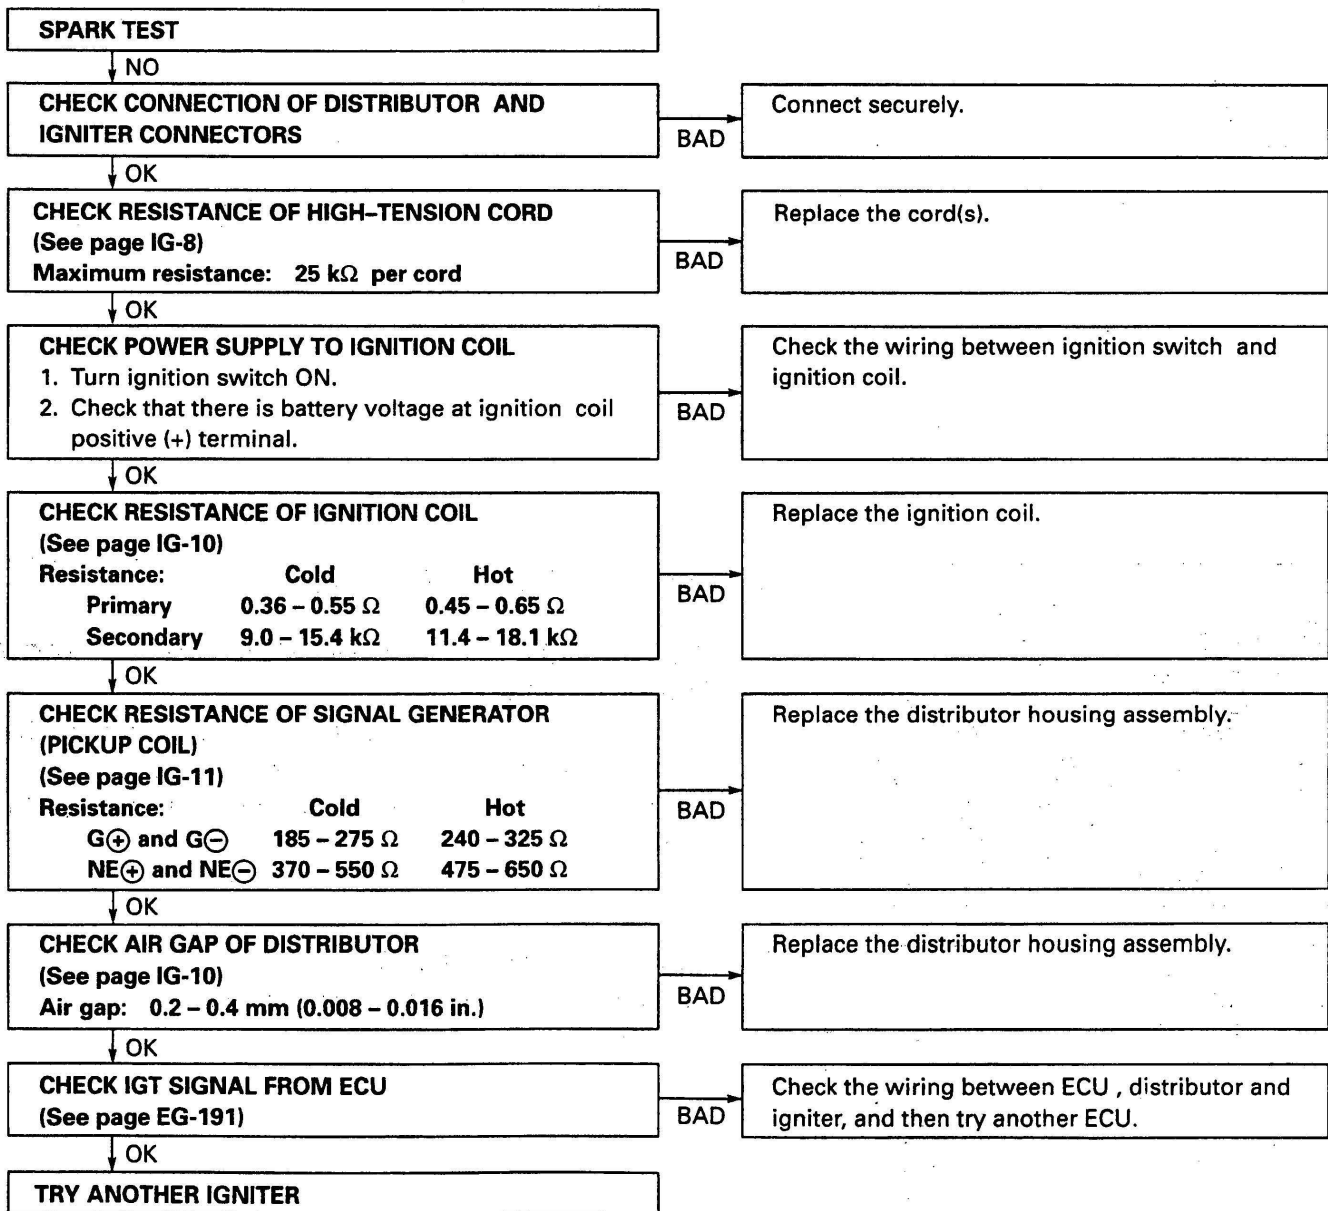 SPARK TEST
NO
CHECK CONNECTION OF DISTRIBUTOR AND
IGNITER CONNECTORS
BAD
Connect securely.
OK
CHECK RESISTANCE OF HIGH–TENSION CORD
(See page IG-8)
Maximum resistance: 25 kΩ per cord
BAD
Replace the cord(s).
OK
CHECK POWER SUPPLY TO IGNITION COIL
1. Turn ignition switch ON.
2. Check that there is battery voltage at ignition coil
positive (+) terminal.
BAD
Check the wiring between ignition switch and
ignition coil.
OK
CHECK RESISTANCE OF IGNITION COIL
(See page IG-10)
Resistance: Cold Hot
Primary 0.36 – 0.55 Ω 0.45 – 0.65 Ω
Secondary 9.0 – 15.4 kΩ 11.4 – 18.1 kΩ
BAD
Replace the ignition coil.
OK
CHECK RESISTANCE OF SIGNAL GENERATOR
(PICKUP COIL)
(See page IG-11)
Resistance: Cold Hot
G⊕ and G⊖ 185 – 275 Ω 240 – 325 Ω
NE⊕ and NE⊖ 370 – 550 Ω 475 – 650 Ω
BAD
Replace the distributor housing assembly.
OK
CHECK AIR GAP OF DISTRIBUTOR
(See page IG-10)
Air gap: 0.2 – 0.4 mm (0.008 – 0.016 in.)
BAD
Replace the distributor housing assembly.
OK
CHECK IGT SIGNAL FROM ECU
(See page EG-191)
BAD
Check the wiring between ECU , distributor and
igniter, and then try another ECU.
OK
TRY ANOTHER IGNITER